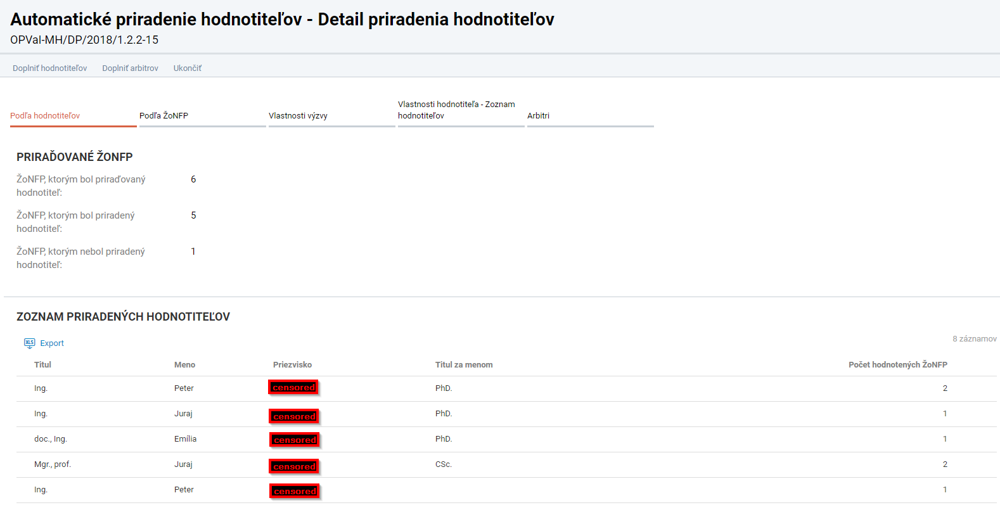 Automatické priradenie hodnotiteľov - Detail priradenia hodnotiteľov
OPVaI-MH/DP/2018/1.2.2-15
Doplniť hodnotiteľov Doplniť arbitrov Ukončiť
Podľa hodnotiteľov Podľa ŽoNFP Vlastnosti výzvy Vlastnosti hodnotiteľa - Zoznam hodnotiteľov Arbitri
PRIRAĎOVANÉ ŽONFP
ŽoNFP, ktorým bol priraďovaný 6
hodnotiteľ:
ŽoNFP, ktorým bol priradený 5
hodnotiteľ:
ŽoNFP, ktorým nebol priradený 1
hodnotiteľ:
ZOZNAM PRIRADENÝCH HODNOTITEĽOV
8 záznamov
XLS Export
Titul Meno Priezvisko Titul za menom Počet hodnotených ŽoNFP
Ing. Peter censored PhD. 2
Ing. Juraj censored PhD. 1
doc., Ing. Emília censored PhD. 1
Mgr., prof. Juraj censored CSc. 2
Ing. Peter censored 1